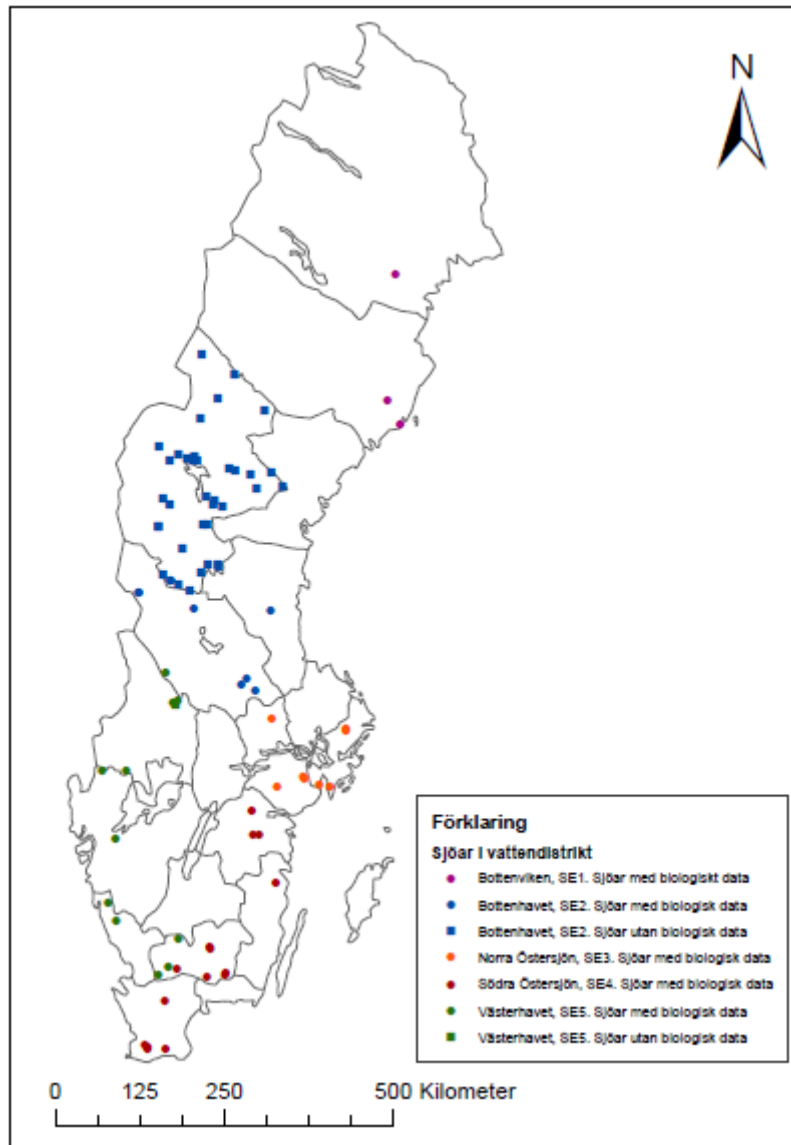 N
Förklaring
Sjöar i vattendistrikt
Bottenviken, SE1. Sjöar med biologiskt data
Bottenhavet, SE2. Sjöar med biologisk data
Bottenhavet, SE2. Sjöar utan biologisk data
Norra Östersjön, SE3. Sjöar med biologisk data
Södra Östersjön, SE4. Sjöar med biologisk data
Västerhavet, SE5. Sjöar med biologisk data
Västerhavet, SE5. Sjöar utan biologisk data
0 125 250 500 Kilometer